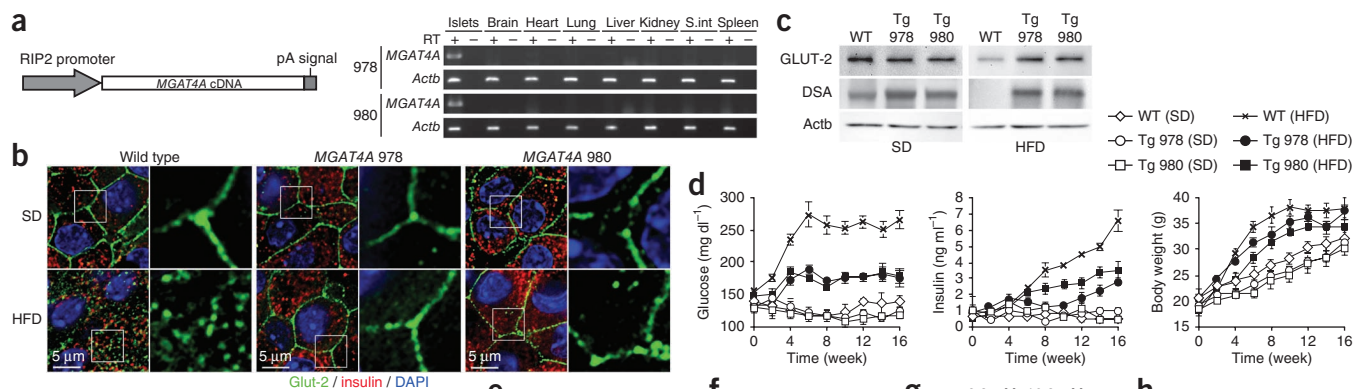 a
Islets Brain Heart Lung Liver Kidney S.int Spleen
RT + – + – + – + – + – + – + – + –
978
MGAT4A
Actb
980
MGAT4A
Actb
RIP2 promoter
pA signal
MGAT4A cDNA
b
Wild type
MGAT4A 978
MGAT4A 980
SD
HFD
5 µm
5 µm
5 µm
Glut-2 / insulin / DAPI
c
WT Tg 978 Tg 980 WT Tg 978 Tg 980
GLUT-2
DSA
Actb
SD HFD
WT (SD) WT (HFD)
Tg 978 (SD) Tg 978 (HFD)
Tg 980 (SD) Tg 980 (HFD)
d
Glucose (mg dl−1)
300
250
200
150
100
0 4 8 12 16
Time (week)
Insulin (ng ml−1)
8
7
6
5
4
3
2
1
0
0 4 8 12 16
Time (week)
Body weight (g)
40
35
30
25
20
15
0 4 8 12 16
Time (week)